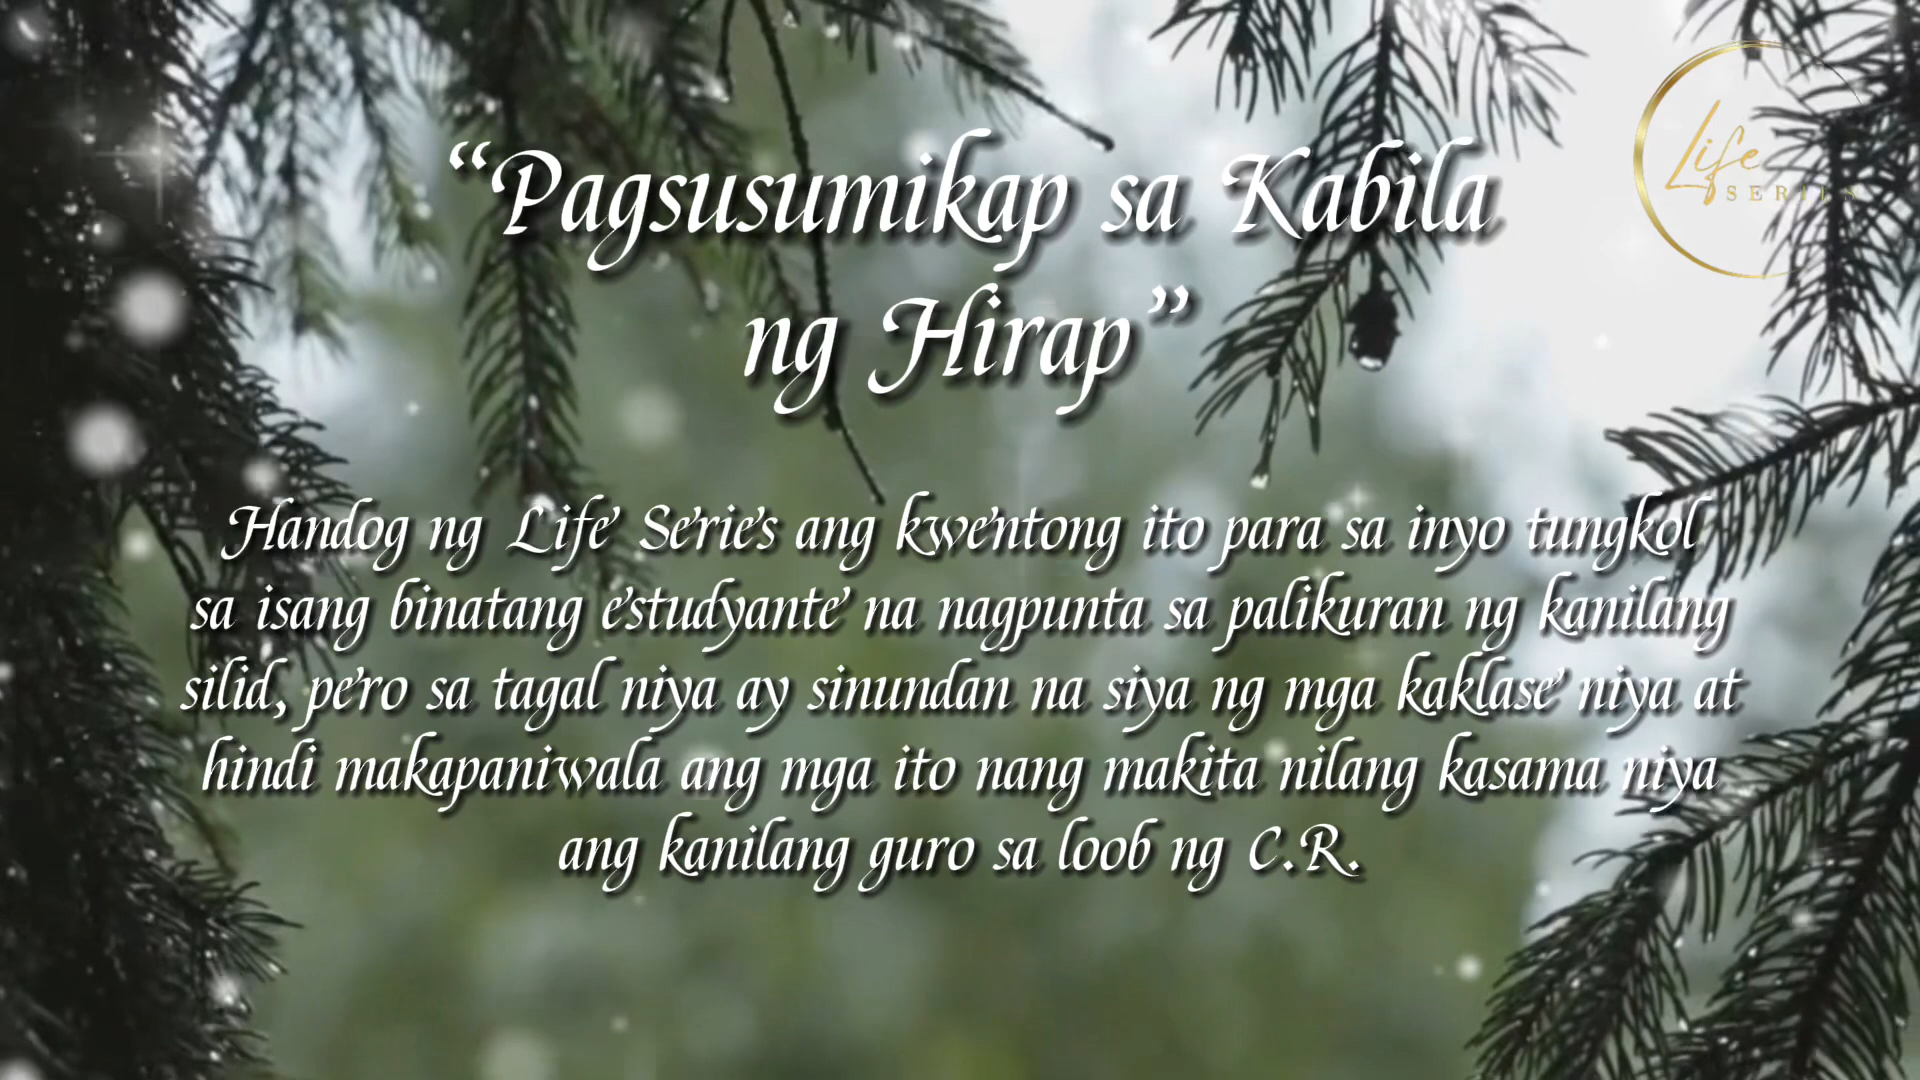 “Pagsusumikap sa Kabila
ng Hirap”
Life
SERIES
Handog ng Life Series ang kwentong ito para sa inyo tungkol
sa isang binatang estudyante na nagpunta sa palikuran ng kanilang
silid, pero sa tagal niya ay sinundan na siya ng mga kaklase niya at
hindi makapaniwala ang mga ito nang makita nilang kasama niya
ang kanilang guro sa loob ng C.R.